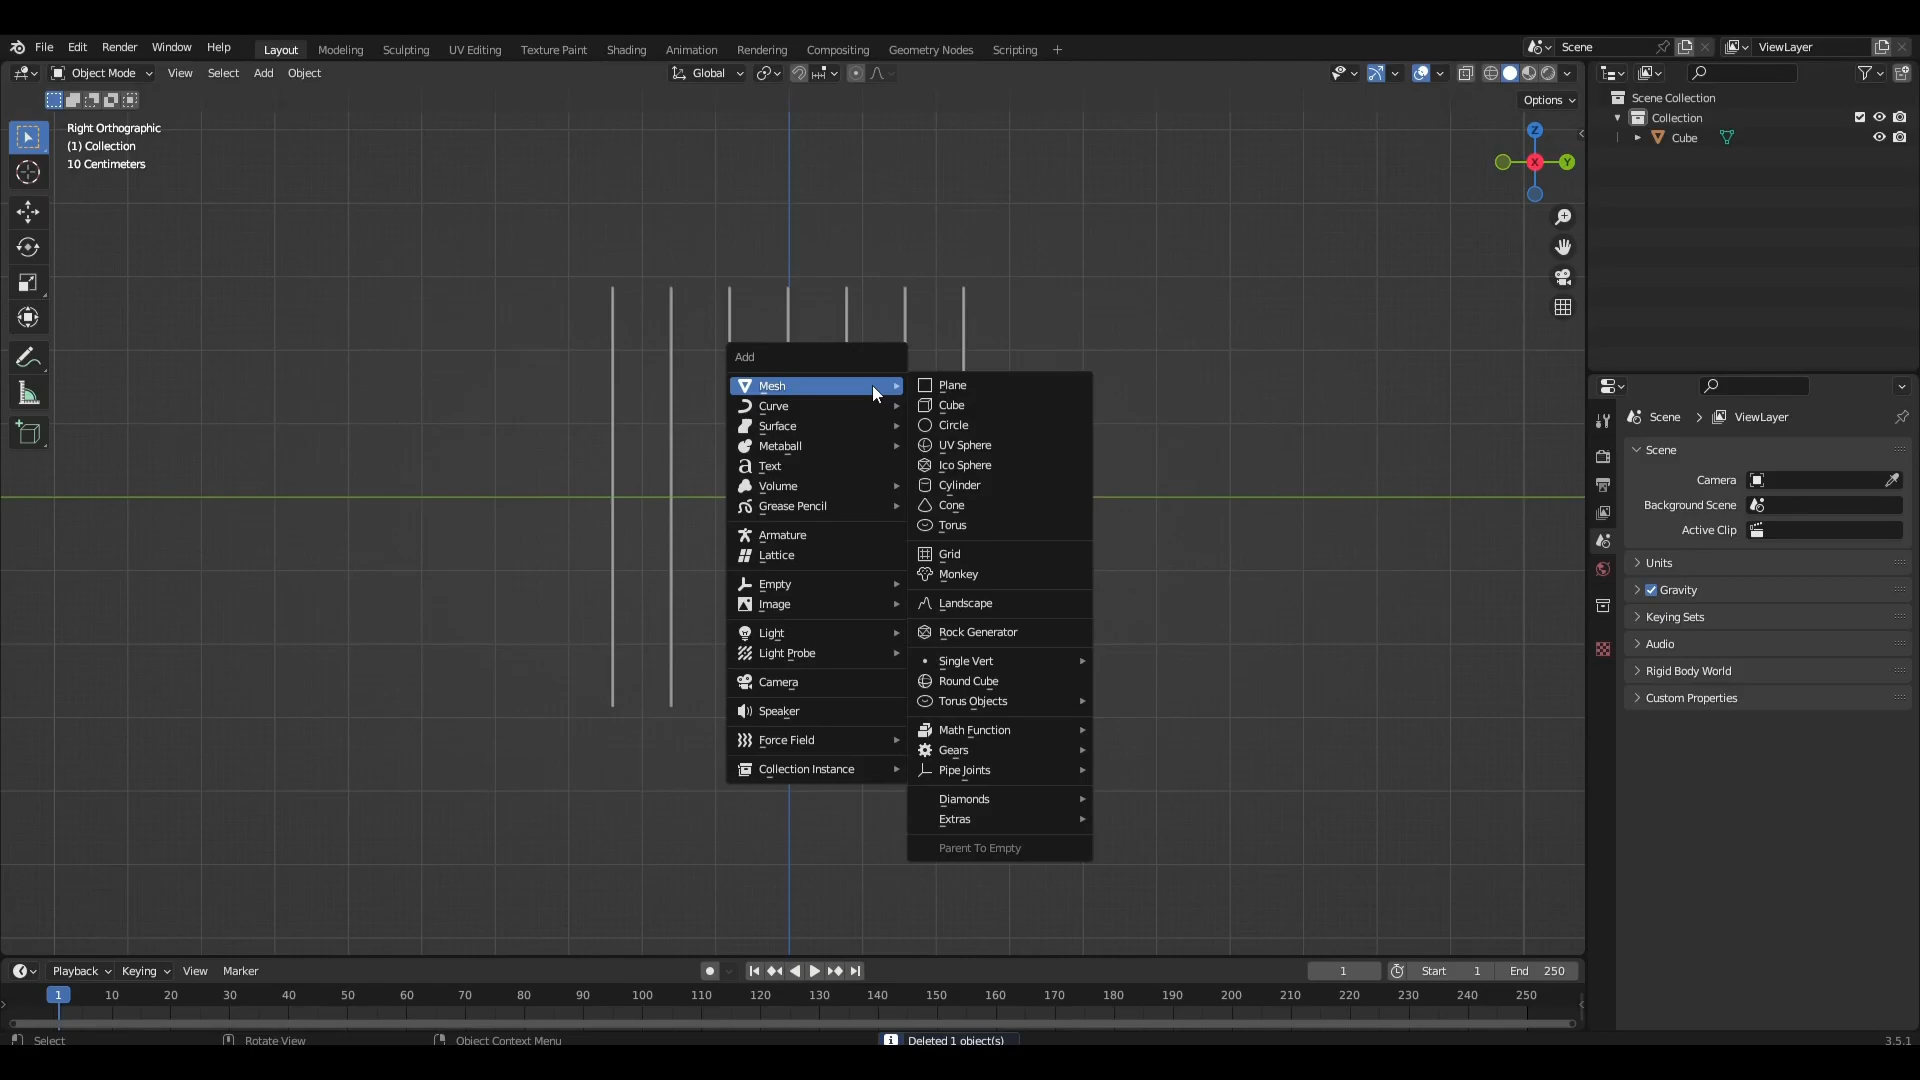 File Edit Render Window Help Layout Modeling Sculpting UV Editing Texture Paint Shading Animation Rendering Compositing Geometry Nodes Scripting + Scene ViewLayer
Object Mode View Select Add Object Global
Options
Right Orthographic
(1) Collection
10 Centimeters
Z
X
Y
Scene Collection
Collection
Cube
Add
Mesh
Curve
Surface
Metaball
Text
Volume
Grease Pencil
Armature
Lattice
Empty
Image
Light
Light Probe
Camera
Speaker
Force Field
Collection Instance
Plane
Cube
Circle
UV Sphere
Ico Sphere
Cylinder
Cone
Torus
Grid
Monkey
Landscape
Rock Generator
Single Vert
Round Cube
Torus Objects
Math Function
Gears
Pipe Joints
Diamonds
Extras
Parent To Empty
Scene > ViewLayer
Scene
Camera
Background Scene
Active Clip
Units
Gravity
Keying Sets
Audio
Rigid Body World
Custom Properties
Playback Keying View Marker 1 Start 1 End 250
1 10 20 30 40 50 60 70 80 90 100 110 120 130 140 150 160 170 180 190 200 210 220 230 240 250
Select Rotate View Object Context Menu Deleted 1 object(s) 3.5.1